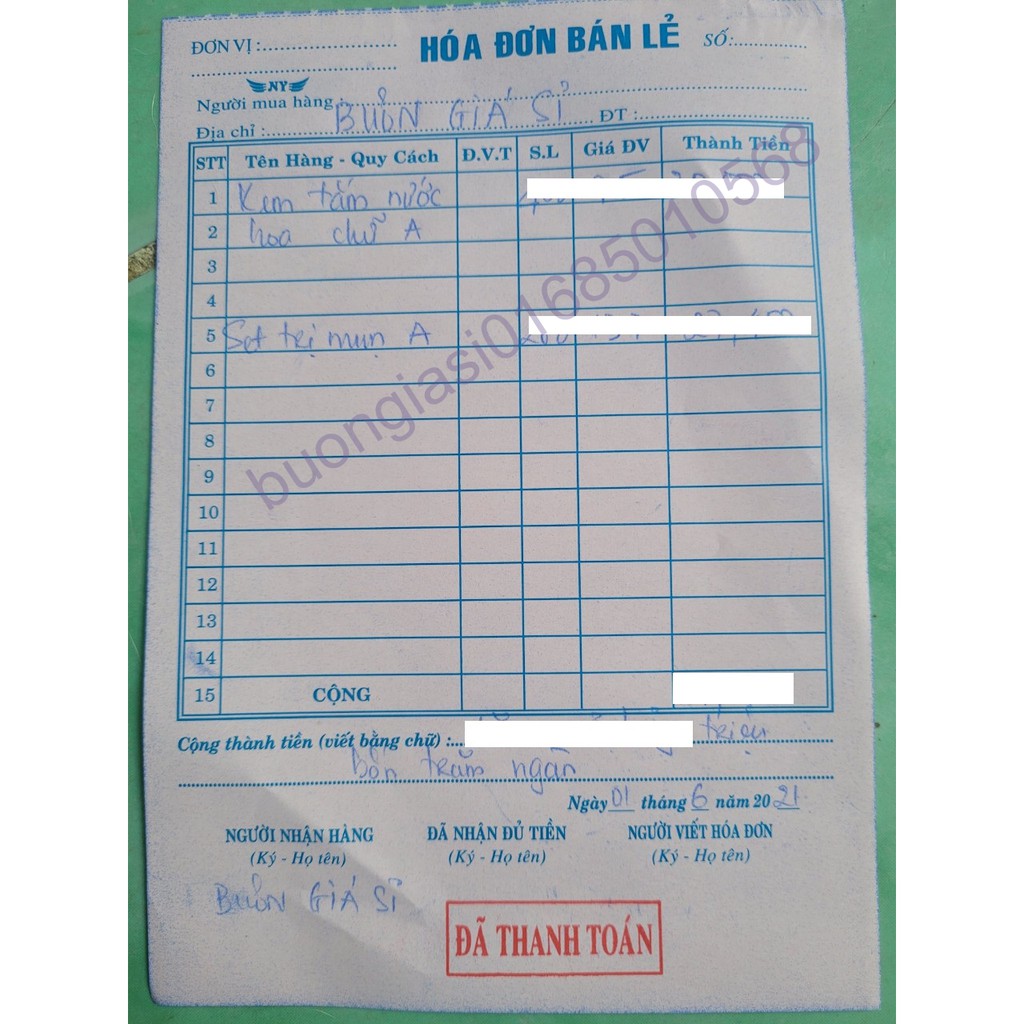 ĐƠN VỊ :
HÓA ĐƠN BÁN LẺ
SỐ:
NY
Người mua hàng : BUÔN GIÁ SỈ
Địa chỉ : ĐT :
STT Tên Hàng - Quy Cách Đ.V.T S.L Giá ĐV Thành Tiền
1 Kem tắm nước
2 hoa chữ A
3
4
5 Set trị mụn A
6
7
8
9
10
11
12
13
14
15 CỘNG
buongiasi01685010568
Cộng thành tiền (viết bằng chữ) : triệu
bốn trăm ngàn
Ngày 01 tháng 6 năm 2021
NGƯỜI NHẬN HÀNG ĐÃ NHẬN ĐỦ TIỀN NGƯỜI VIẾT HÓA ĐƠN
(Ký - Họ tên) (Ký - Họ tên) (Ký - Họ tên)
BUÔN GIÁ SĨ
ĐÃ THANH TOÁN